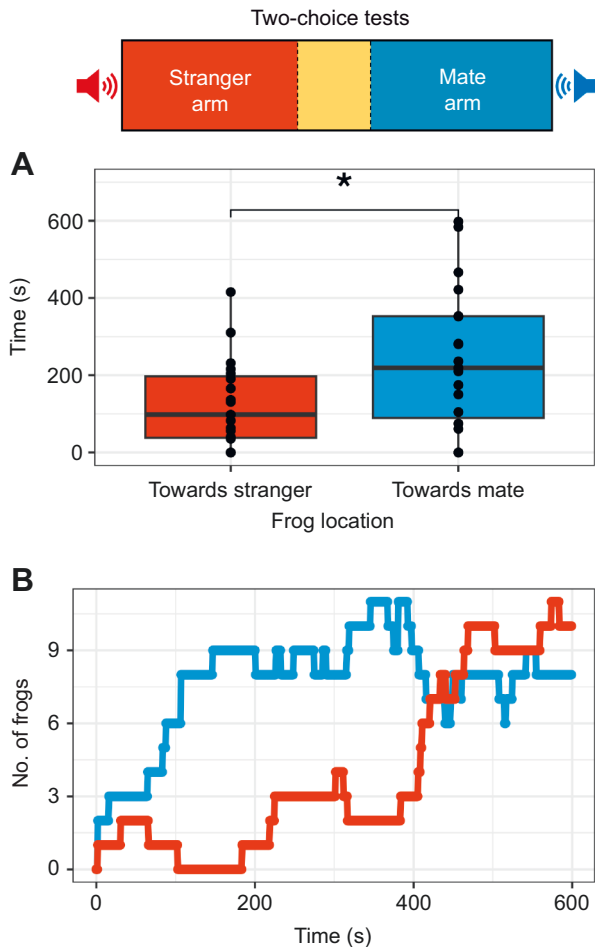 Two-choice tests
Stranger
arm
Mate
arm
A
*
600
400
200
0
Time (s)
Towards stranger
Towards mate
Frog location
B
9
6
3
0
No. of frogs
0
200
400
600
Time (s)